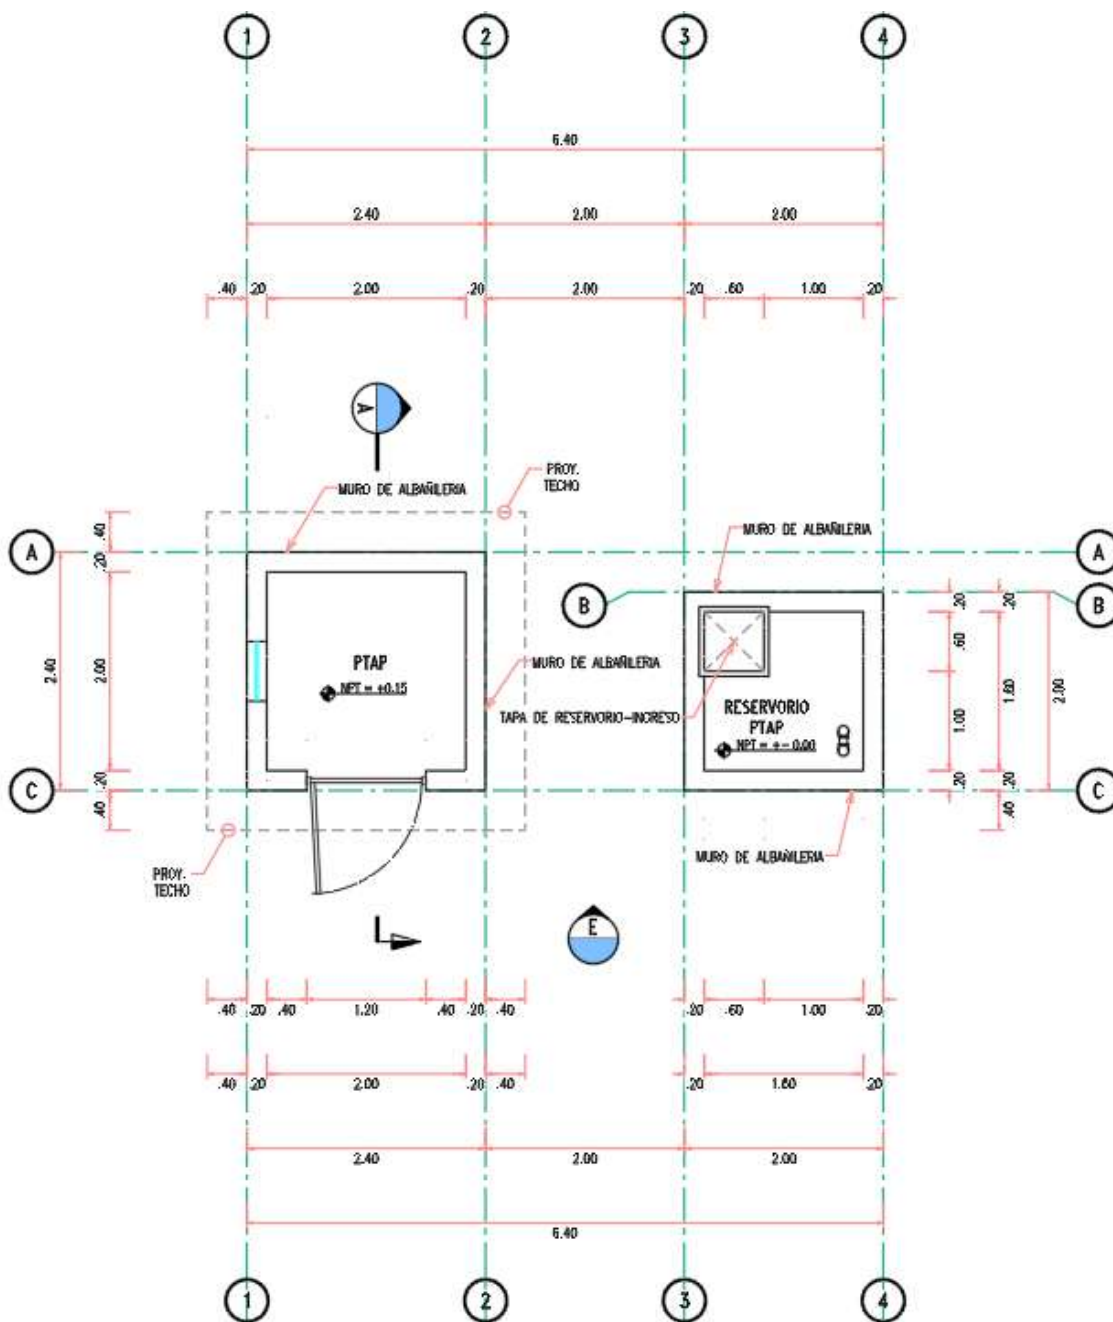 1 2 3 4
6.40
2.40 2.00 2.00
.40 .20 2.00 .20 2.00 .20 .60 1.00 .20
A
PROY.
TECHO
MURO DE ALBAÑILERIA
MURO DE ALBAÑILERIA
.40
A A
.20
B B
.20 .20
2.40 2.00
PTAP
NPT = +0.15
MURO DE ALBAÑILERIA
TAPA DE RESERVORIO-INGRESO
RESERVORIO
PTAP
NPT = +-0.00
.60 1.60 2.00
1.00
.20 .20 .20
C C
.40 .40
MURO DE ALBAÑILERIA
PROY.
TECHO
E
.40 .20 .40 1.20 .40 .20 .40 .20 .60 1.00 .20
.40 .20 2.00 .20 .40 .20 1.60 .20
2.40 2.00 2.00
6.40
1 2 3 4